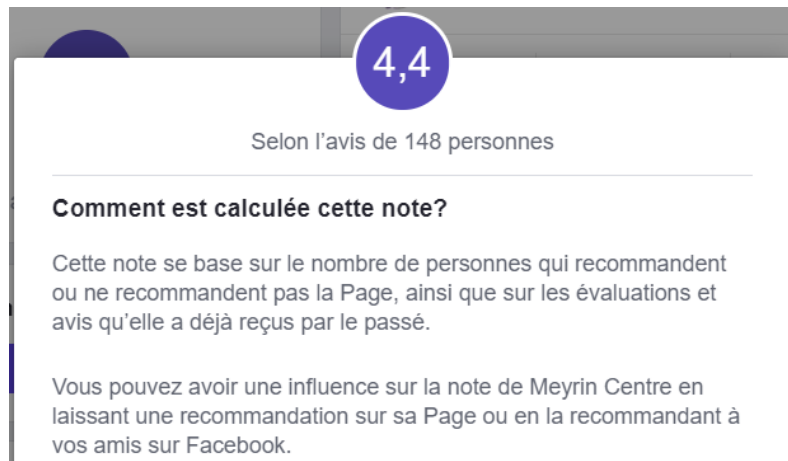 4,4
Selon l’avis de 148 personnes
Comment est calculée cette note?
Cette note se base sur le nombre de personnes qui recommandent
ou ne recommandent pas la Page, ainsi que sur les évaluations et
avis qu’elle a déjà reçus par le passé.
Vous pouvez avoir une influence sur la note de Meyrin Centre en
laissant une recommandation sur sa Page ou en la recommandant à
vos amis sur Facebook.